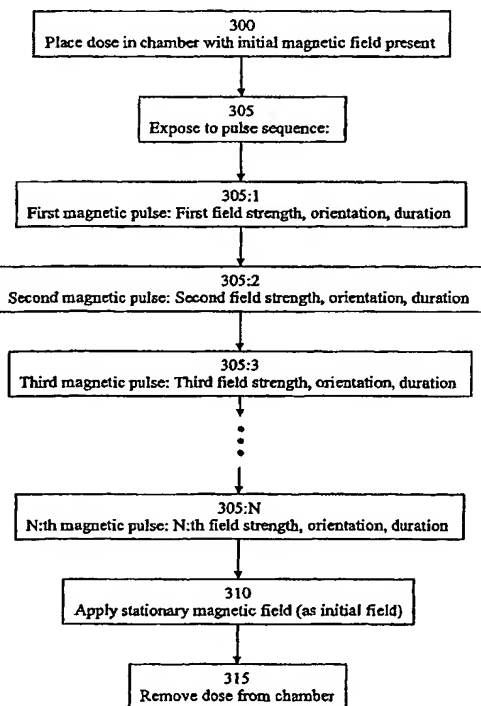 300
Place dose in chamber with initial magnetic field present
305
Expose to pulse sequence:
305:1
First magnetic pulse: First field strength, orientation, duration
305:2
Second magnetic pulse: Second field strength, orientation, duration
305:3
Third magnetic pulse: Third field strength, orientation, duration
305:N
N:th magnetic pulse: N:th field strength, orientation, duration
310
Apply stationary magnetic field (as initial field)
315
Remove dose from chamber